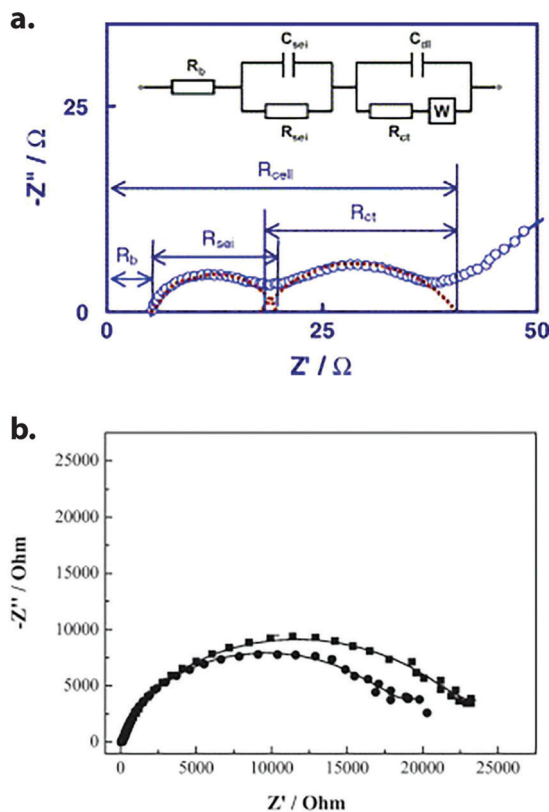 a.
C_sei
C_dl
R_b
R_sei
R_ct
W
25
-Z" / Ω
R_cell
R_ct
R_sei
R_b
0
0
25
50
Z' / Ω
b.
25000
20000
15000
10000
5000
0
-Z" / Ohm
0
5000
10000
15000
20000
25000
Z' / Ohm